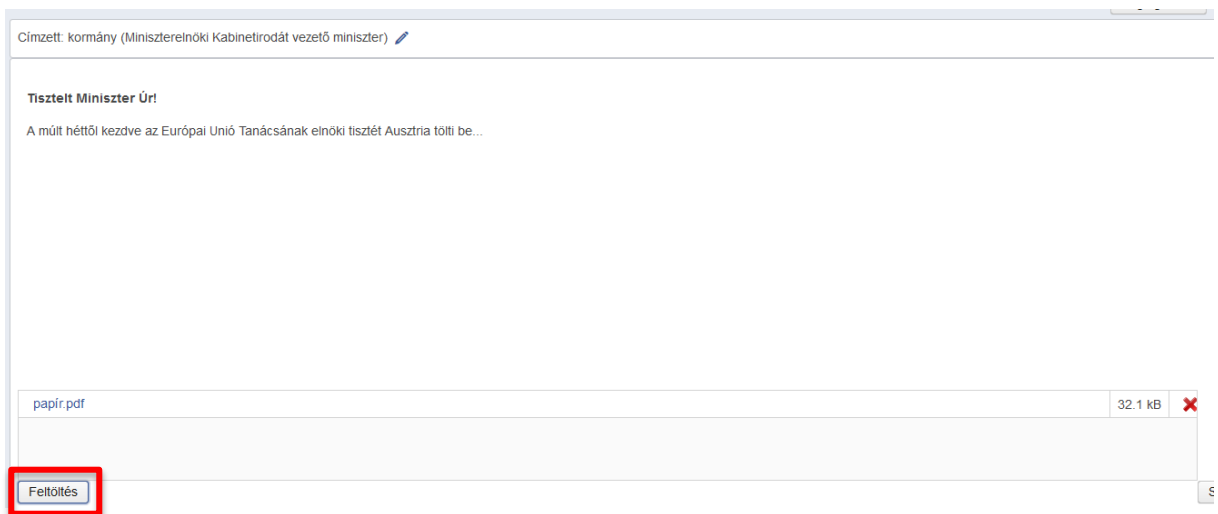 Címzett: kormány (Miniszterelnöki Kabinetirodát vezető miniszter)
Tisztelt Miniszter Úr!
A múlt héttől kezdve az Európai Unió Tanácsának elnöki tisztét Ausztria tölti be...
papír.pdf 32.1 kB
Feltöltés